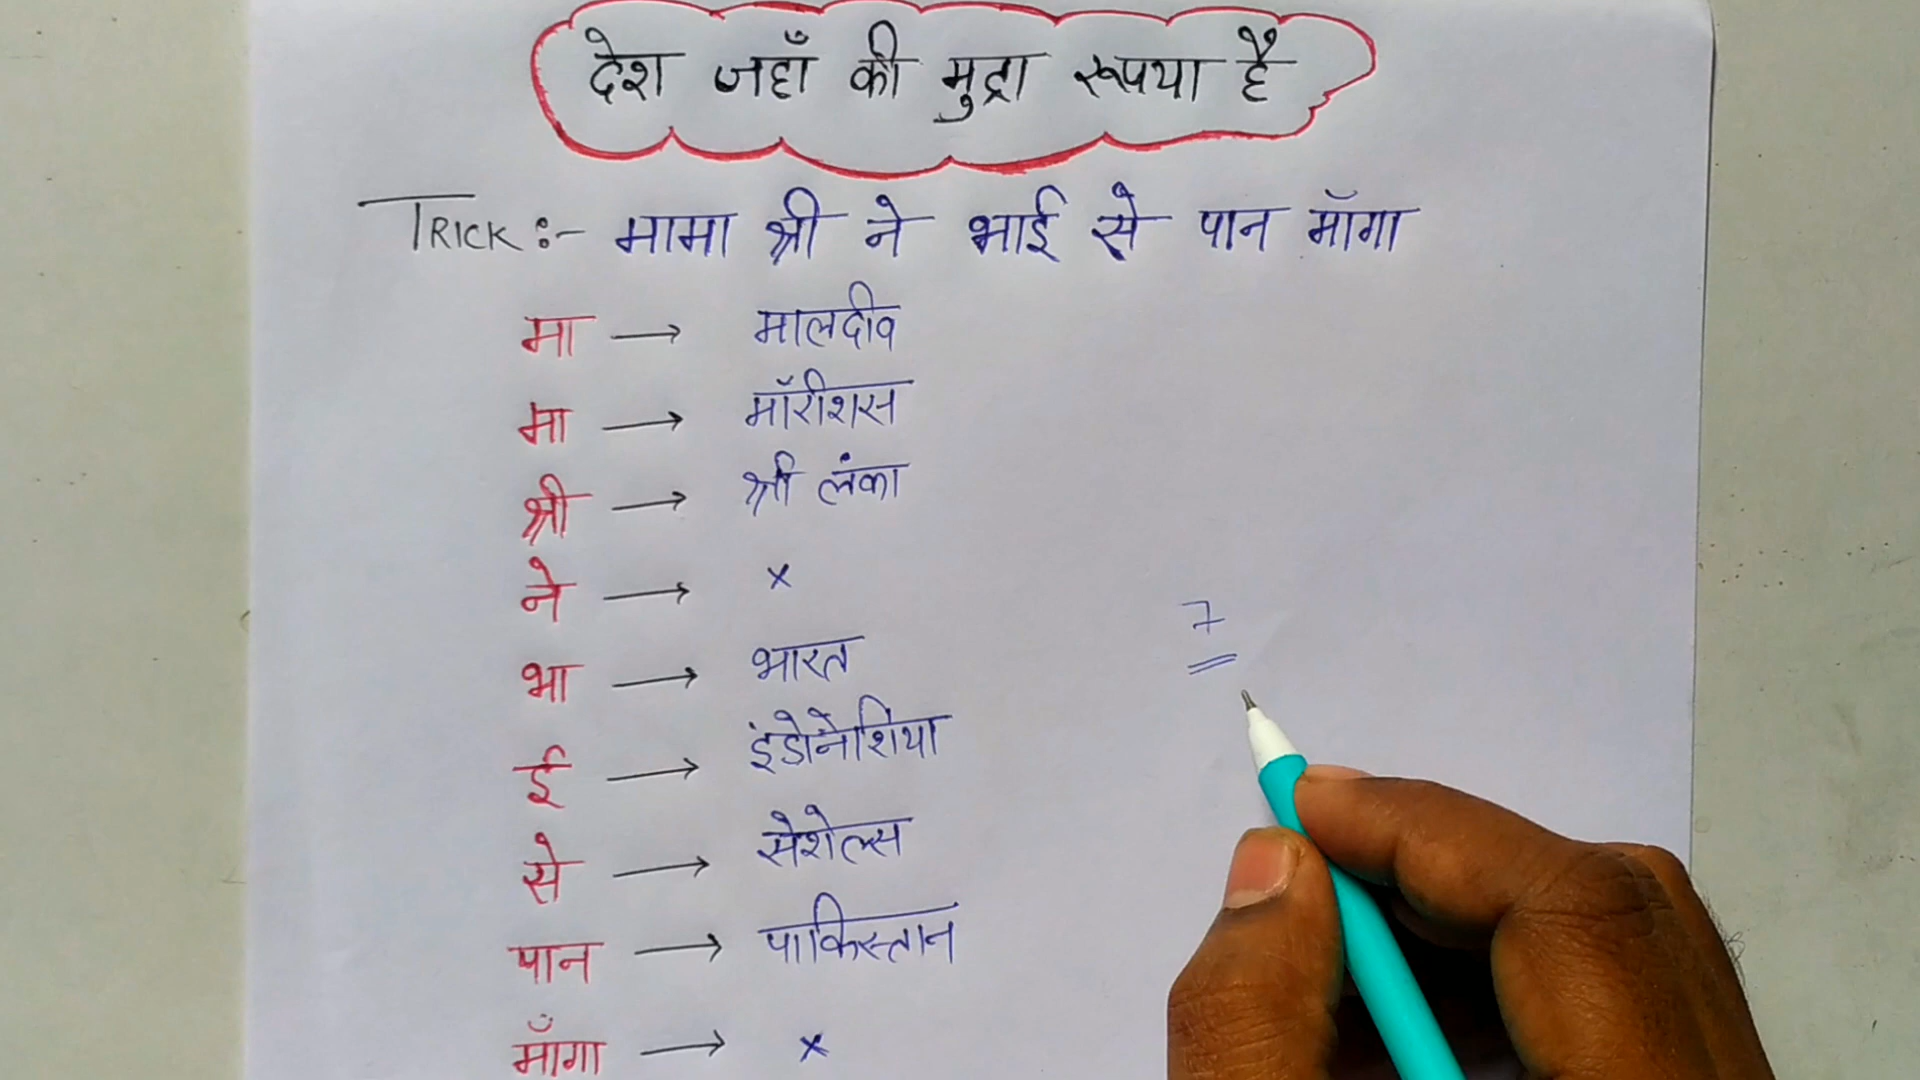 देश जहाँ की मुद्रा रूपया है
TRICK :- मामा श्री ने भाई से पान माँगा
मा → मालदीव
मा → मॉरीशस
श्री → श्री लंका
ने → ×
भा → भारत
ई → इंडोनेशिया
से → सेशेल्स
पान → पाकिस्तान
माँगा → ×
7